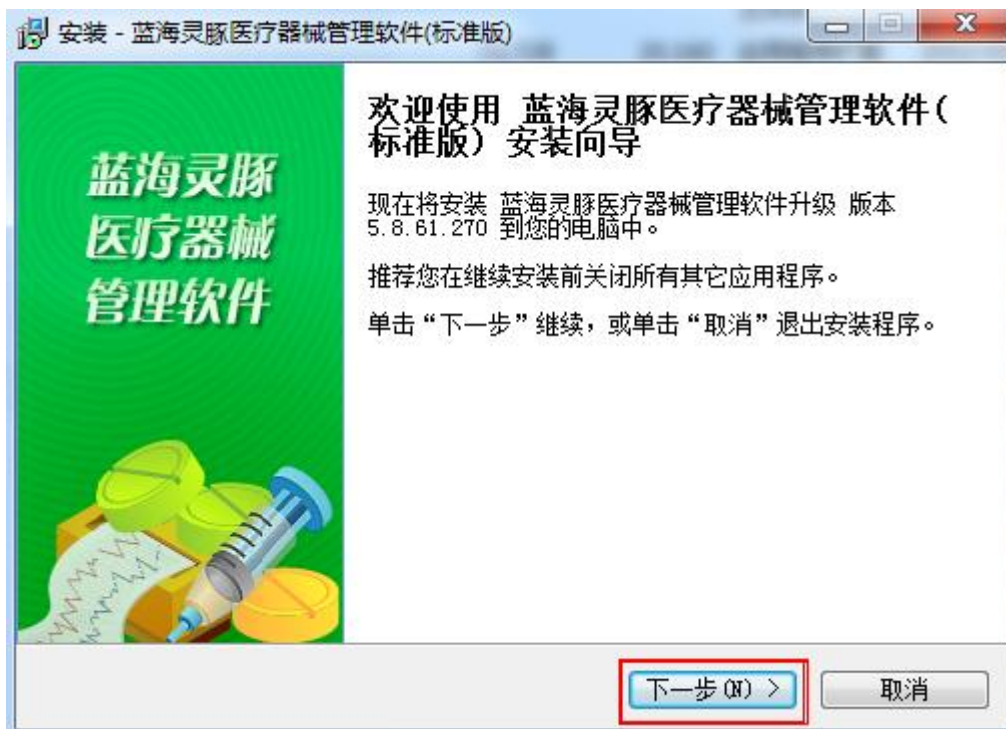 安装 - 蓝海灵豚医疗器械管理软件(标准版)
蓝海灵豚
医疗器械
管理软件
欢迎使用 蓝海灵豚医疗器械管理软件(
标准版) 安装向导
现在将安装 蓝海灵豚医疗器械管理软件升级 版本
5.8.61.270 到您的电脑中。
推荐您在继续安装前关闭所有其它应用程序。
单击“下一步”继续，或单击“取消”退出安装程序。
下一步(N) >
取消